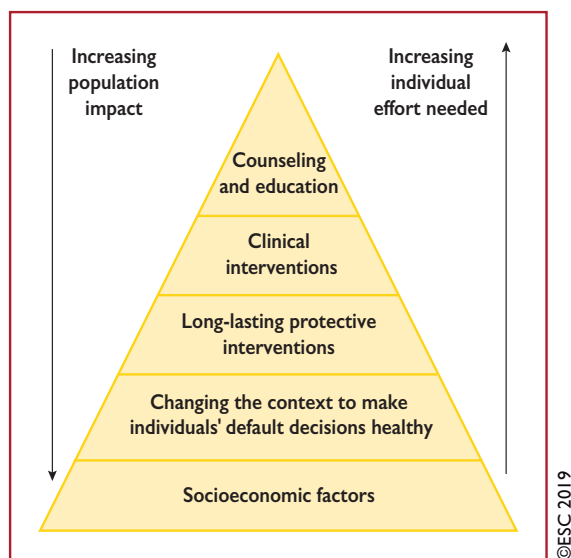 Increasing
population
impact
Increasing
individual
effort needed
Counseling
and education
Clinical
interventions
Long-lasting protective
interventions
Changing the context to make
individuals' default decisions healthy
Socioeconomic factors
©ESC 2019